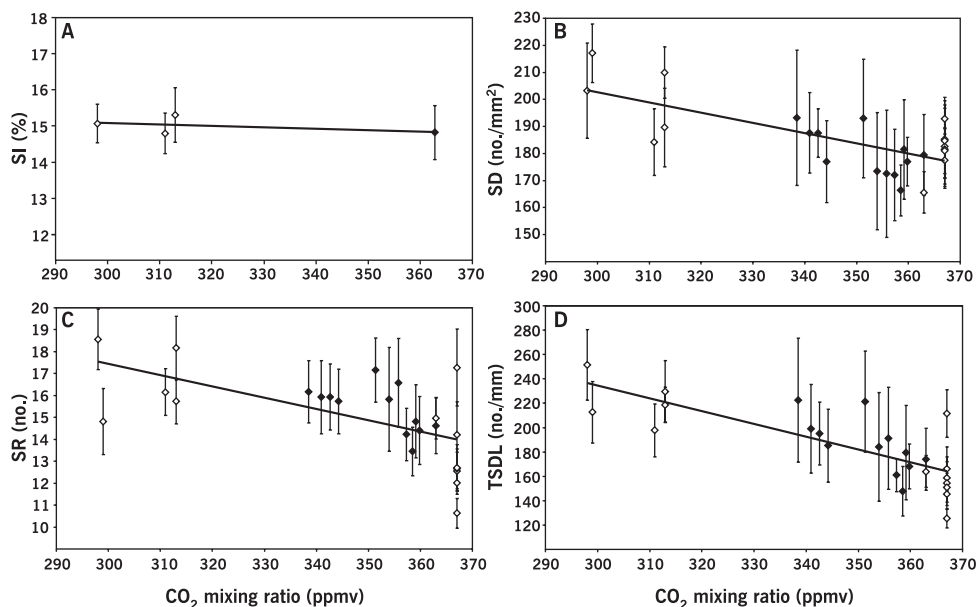 A
SI (%)
18
17
16
15
14
13
12
290 300 310 320 330 340 350 360 370
B
SD (no./mm²)
230
220
210
200
190
180
170
160
150
290 300 310 320 330 340 350 360 370
C
SR (no.)
20
19
18
17
16
15
14
13
12
11
10
290 300 310 320 330 340 350 360 370
CO₂ mixing ratio (ppmv)
D
TSDL (no./mm)
300
280
260
240
220
200
180
160
140
120
290 300 310 320 330 340 350 360 370
CO₂ mixing ratio (ppmv)